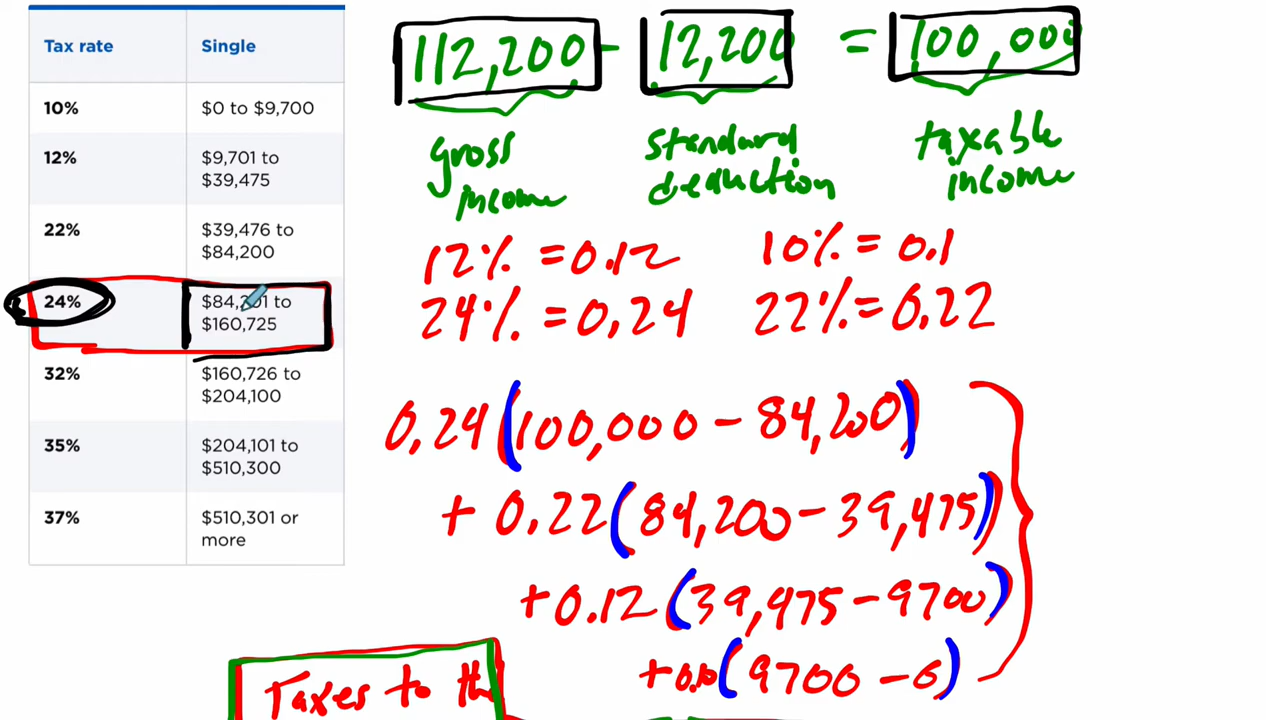 Tax rate Single
10% $0 to $9,700
12% $9,701 to
$39,475
22% $39,476 to
$84,200
24% $84,201 to
$160,725
32% $160,726 to
$204,100
35% $204,101 to
$510,300
37% $510,301 or
more
112,200 - 12,200 = 100,000
gross income
standard deduction
taxable income
12% = 0.12 10% = 0.1
24% = 0.24 22% = 0.22
0.24(100,000 - 84,200)
+ 0.22(84,200 - 39,475)
+ 0.12(39,475 - 9700)
+ 0.10(9700 - 0)
Taxes to